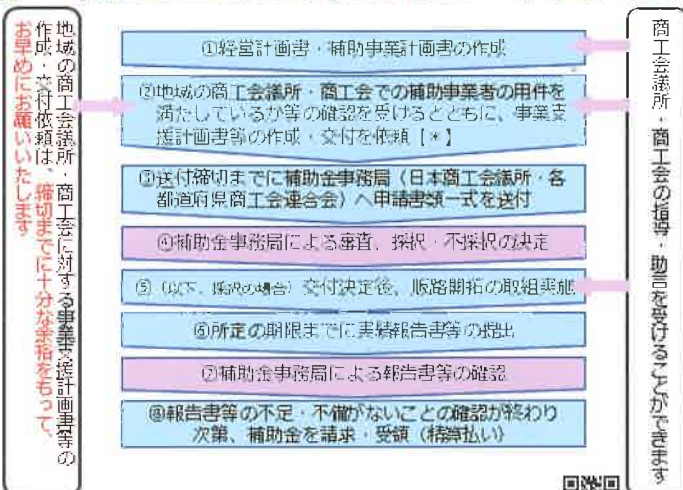 商工会議所・商工会の指導・助言を受けることができます
①経営計画書・補助事業計画書の作成
②地域の商工会議所・商工会での補助事業者の用件を
満たしているか等の確認を受けるとともに、事業支
援計画書等の作成・交付を依頼【*】
③送付締切までに補助金事務局（日本商工会議所・各
都道府県商工会連合会）へ申請書類一式を送付
④補助金事務局による審査、採択・不採択の決定
⑤（以下、採択の場合）交付決定後、販路開拓の取組実施
⑥所定の期限までに実績報告書等の提出
⑦補助金事務局による報告書等の確認
⑧報告書等の不足・不備がないことの確認が終わり
次第、補助金を請求・受領（精算払い）
地域の商工会議所・商工会に対する事業支援計画書等の
作成・交付依頼は、締切までに十分な余裕をもって、
お早めにお願いいたします